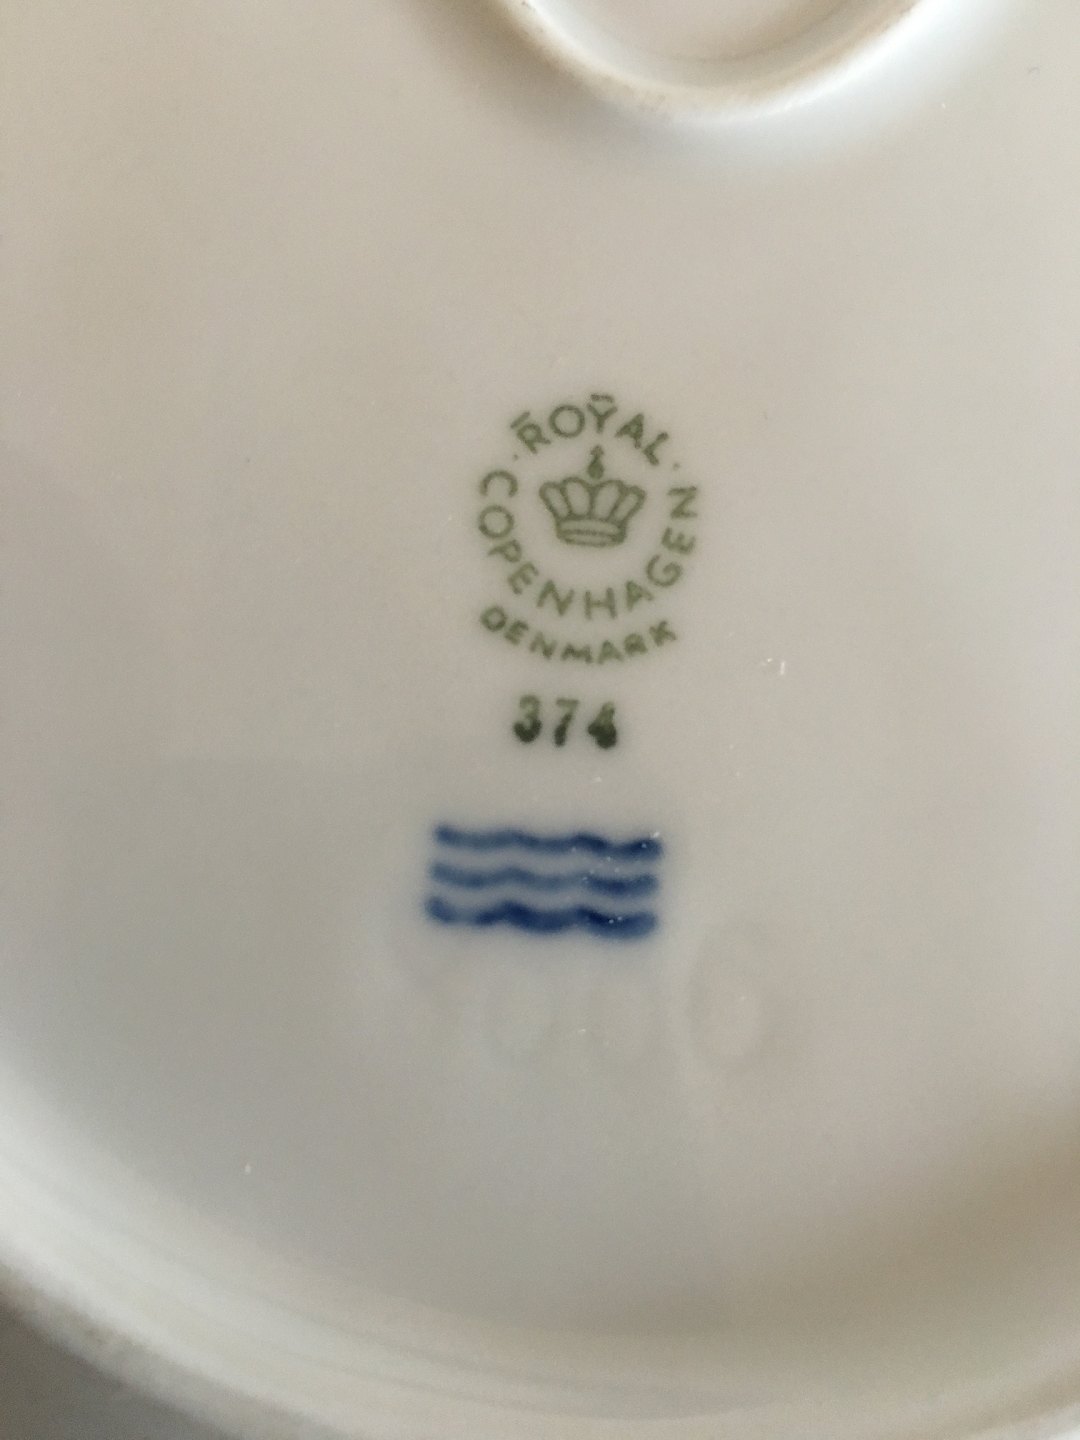 ROYAL
COPENHAGEN
DENMARK
374